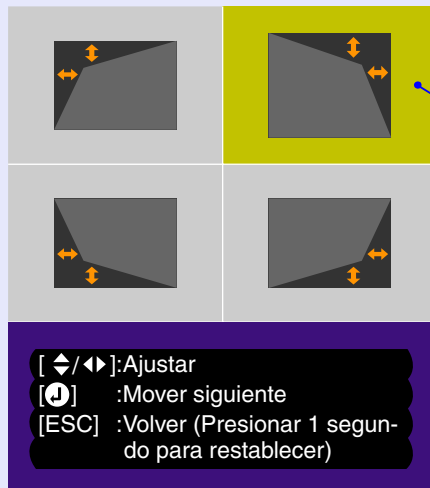 [ ⬍/⬌ ]:Ajustar
[⏎] :Mover siguiente
[ESC] :Volver (Presionar 1 segun-
do para restablecer)